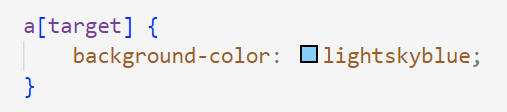 a[target] {
    background-color: lightskyblue;
}